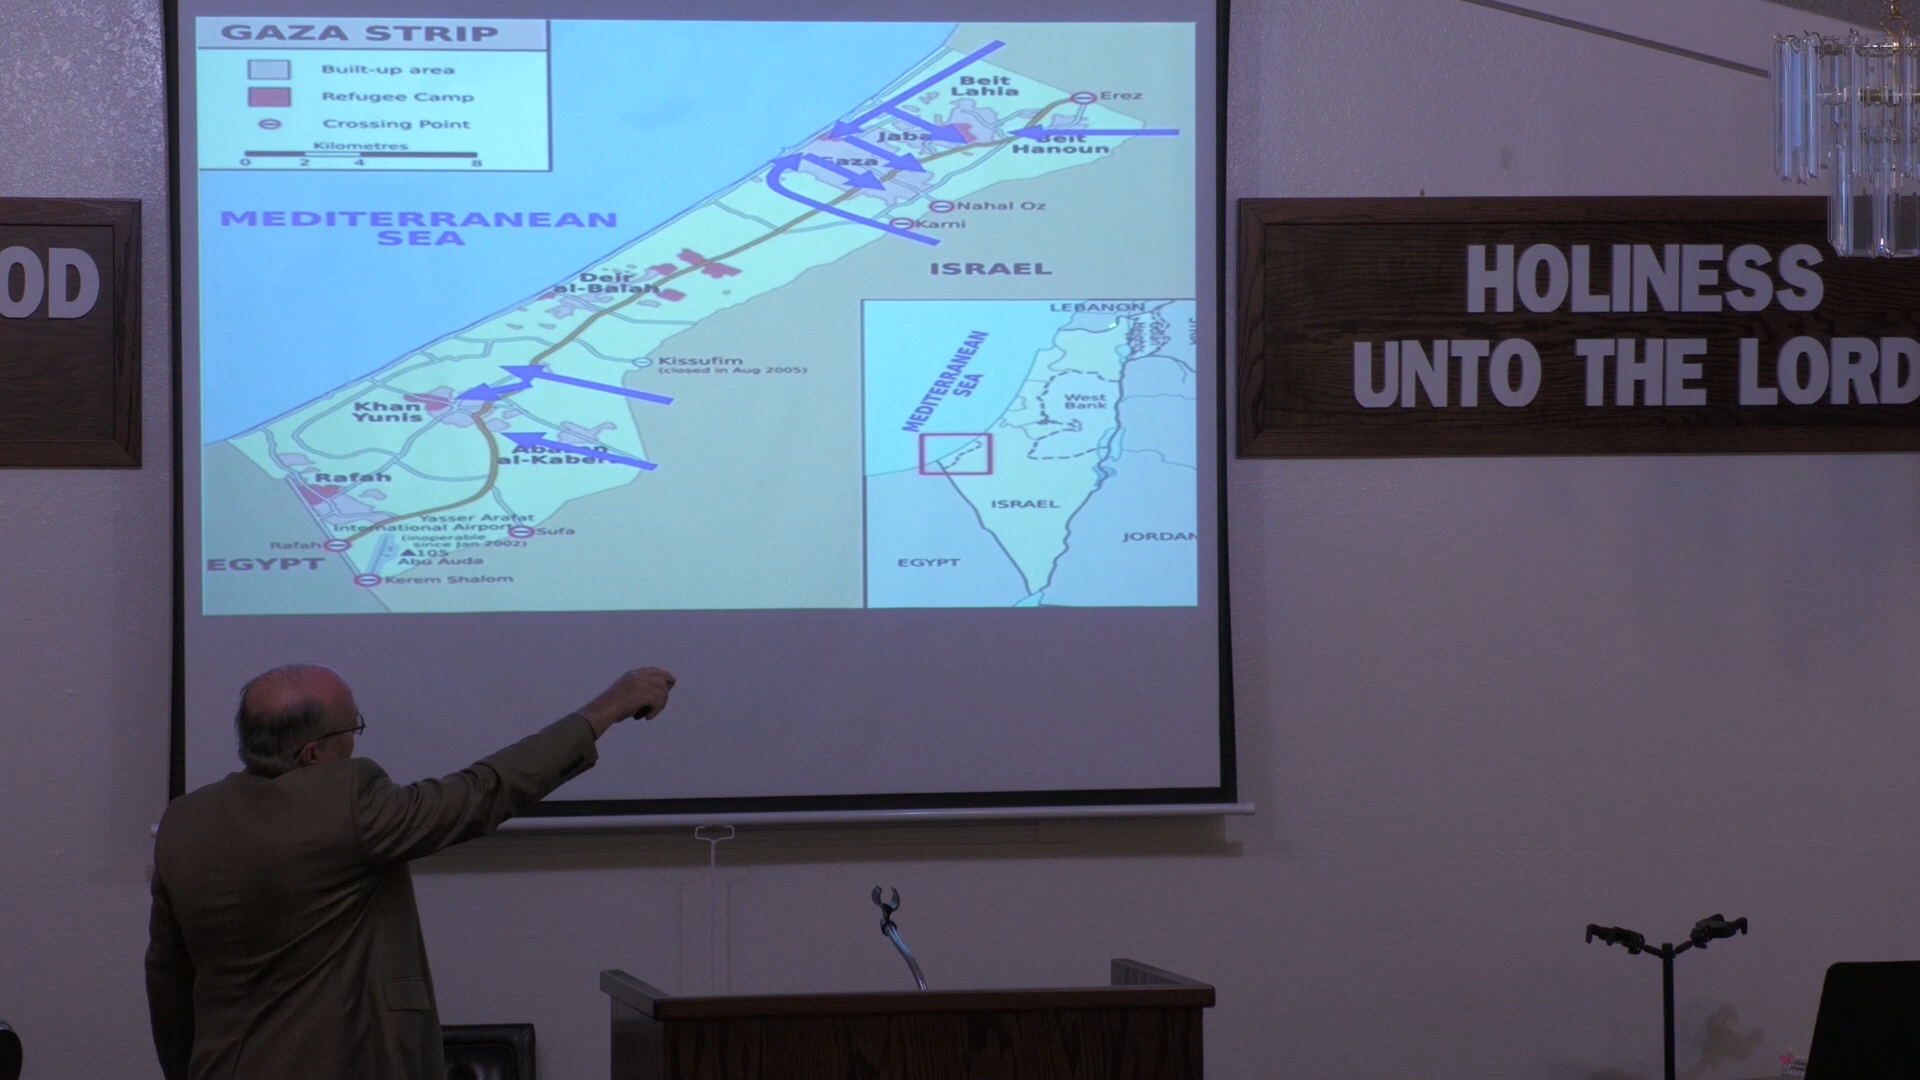 GAZA STRIP
Built-up area
Refugee Camp
Crossing Point
Kilometres
0 2 4 8
MEDITERRANEAN
SEA
Beit
Lahia
Erez
Jaba
Beit
Hanoun
Gaza
Nahal Oz
Karni
ISRAEL
Deir
al-Balah
Kissufim
(closed in Aug 2005)
Khan
Yunis
al-Kaber
Rafah
Yasser Arafat
International Airport
(inoperable
since Jan 2002)
Sufa
Rafah
105
Abu Auda
EGYPT
Kerem Shalom
LEBANON
MEDITERRANEAN
SEA
West
Bank
ISRAEL
JORDAN
EGYPT
OD
HOLINESS
UNTO THE LORD